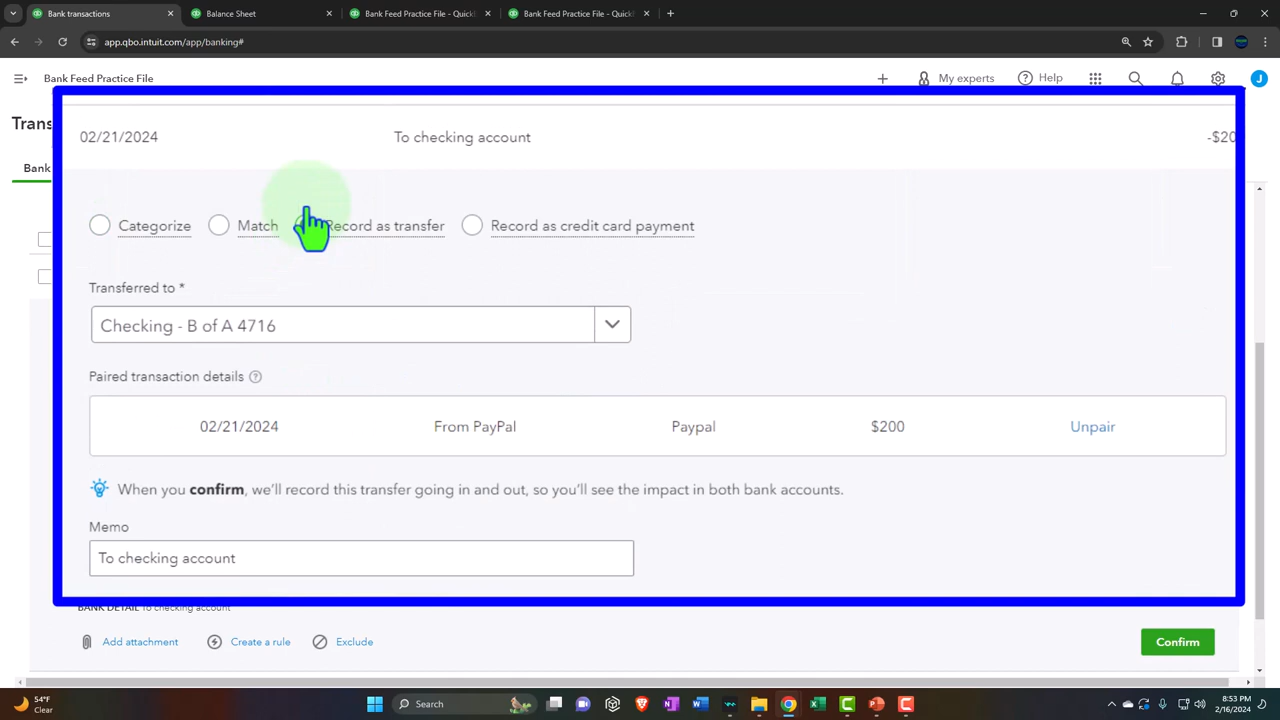 Bank transactions
Balance Sheet
Bank Feed Practice File - Quick
Bank Feed Practice File - Quick
app.qbo.intuit.com/app/banking#
Bank Feed Practice File
My experts
Help
J
Trans
Bank
02/21/2024 To checking account -$20
Categorize Match Record as transfer Record as credit card payment
Transferred to *
Checking - B of A 4716
Paired transaction details
02/21/2024 From PayPal Paypal $200 Unpair
When you confirm, we'll record this transfer going in and out, so you'll see the impact in both bank accounts.
Memo
To checking account
BANK DETAIL To checking account
Add attachment Create a rule Exclude Confirm
54°F
Clear
Search
8:53 PM
2/16/2024